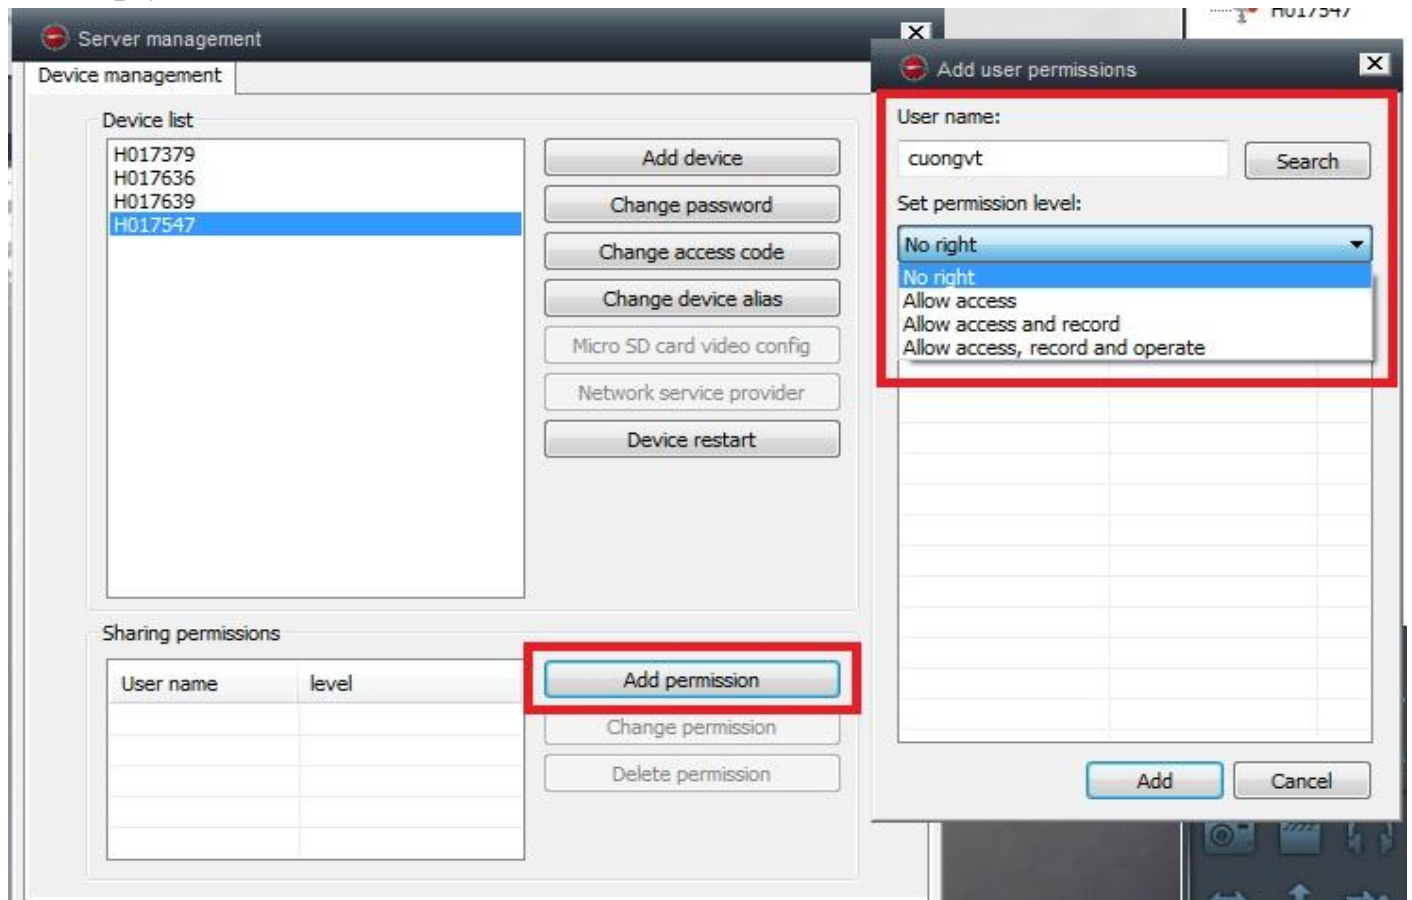 Server management
Device management
Device list
H017379
H017636
H017639
H017547
Add device
Change password
Change access code
Change device alias
Micro SD card video config
Network service provider
Device restart
Sharing permissions
User name level
Add permission
Change permission
Delete permission
H017547
Add user permissions
User name:
cuongvt
Search
Set permission level:
No right
No right
Allow access
Allow access and record
Allow access, record and operate
Add
Cancel